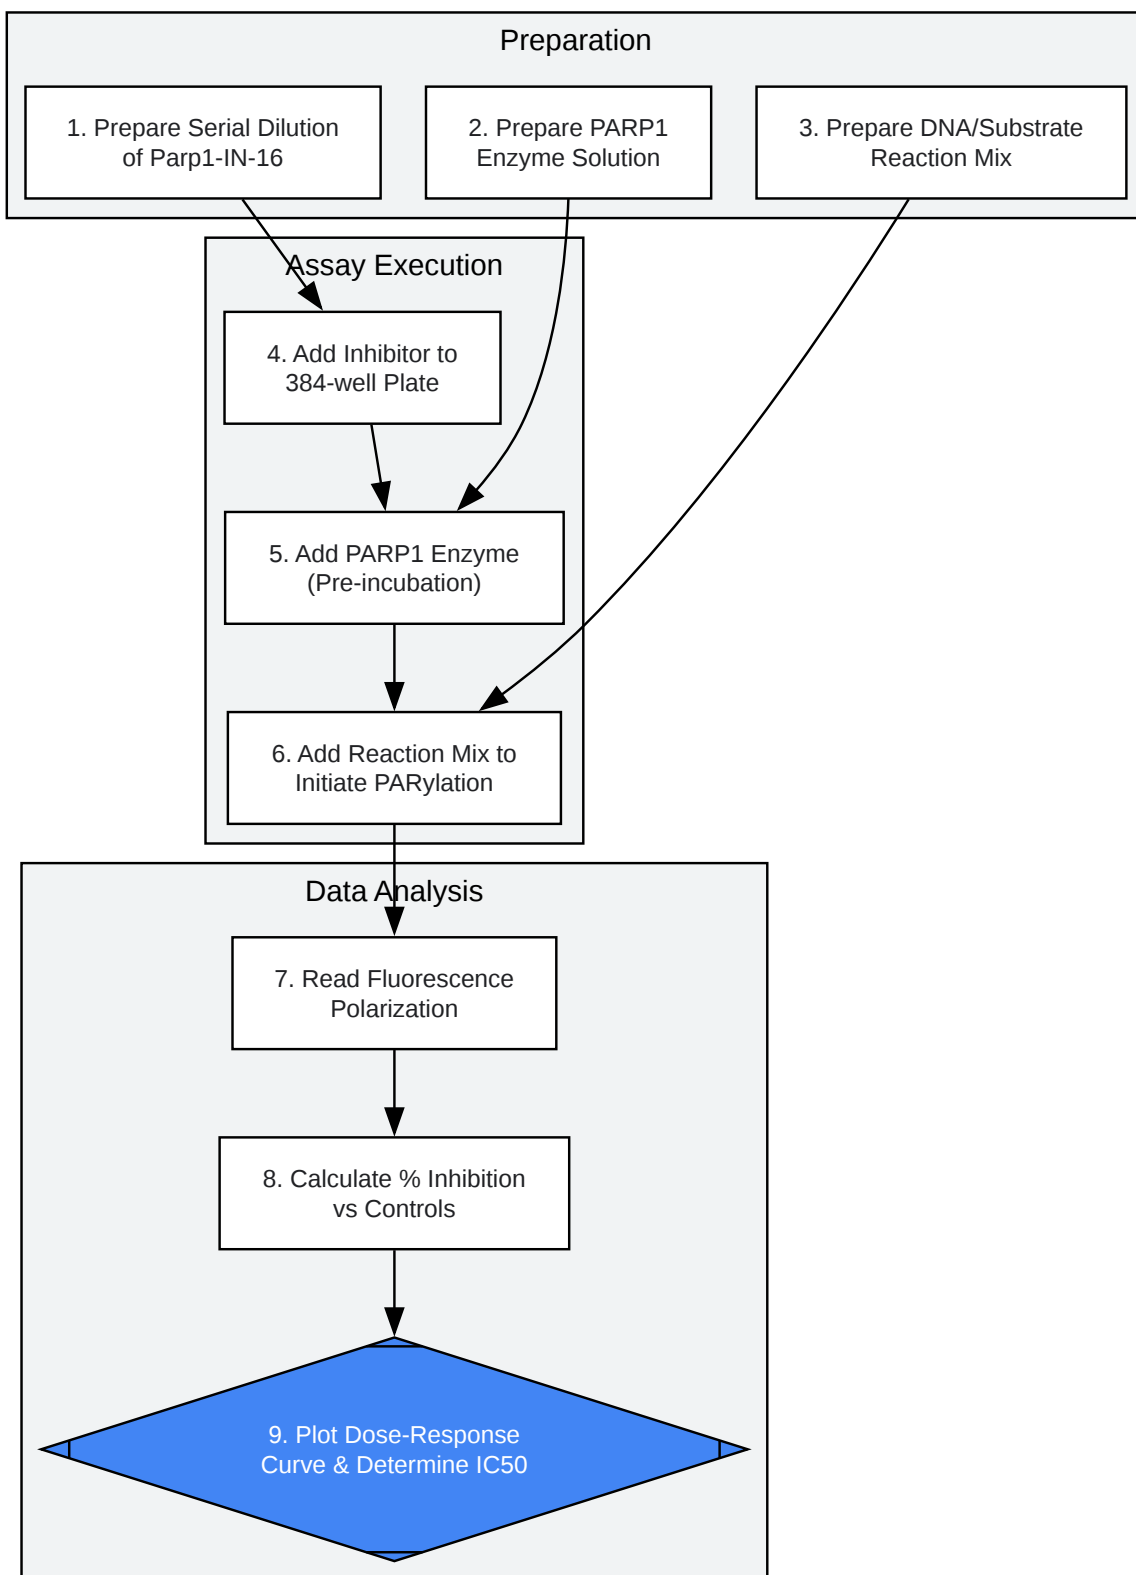 Preparation
1. Prepare Serial Dilution
of Parp1-IN-16
2. Prepare PARP1
Enzyme Solution
3. Prepare DNA/Substrate
Reaction Mix
Assay Execution
4. Add Inhibitor to
384-well Plate
5. Add PARP1 Enzyme
(Pre-incubation)
6. Add Reaction Mix to
Initiate PARylation
Data Analysis
7. Read Fluorescence
Polarization
8. Calculate % Inhibition
vs Controls
9. Plot Dose-Response
Curve & Determine IC50